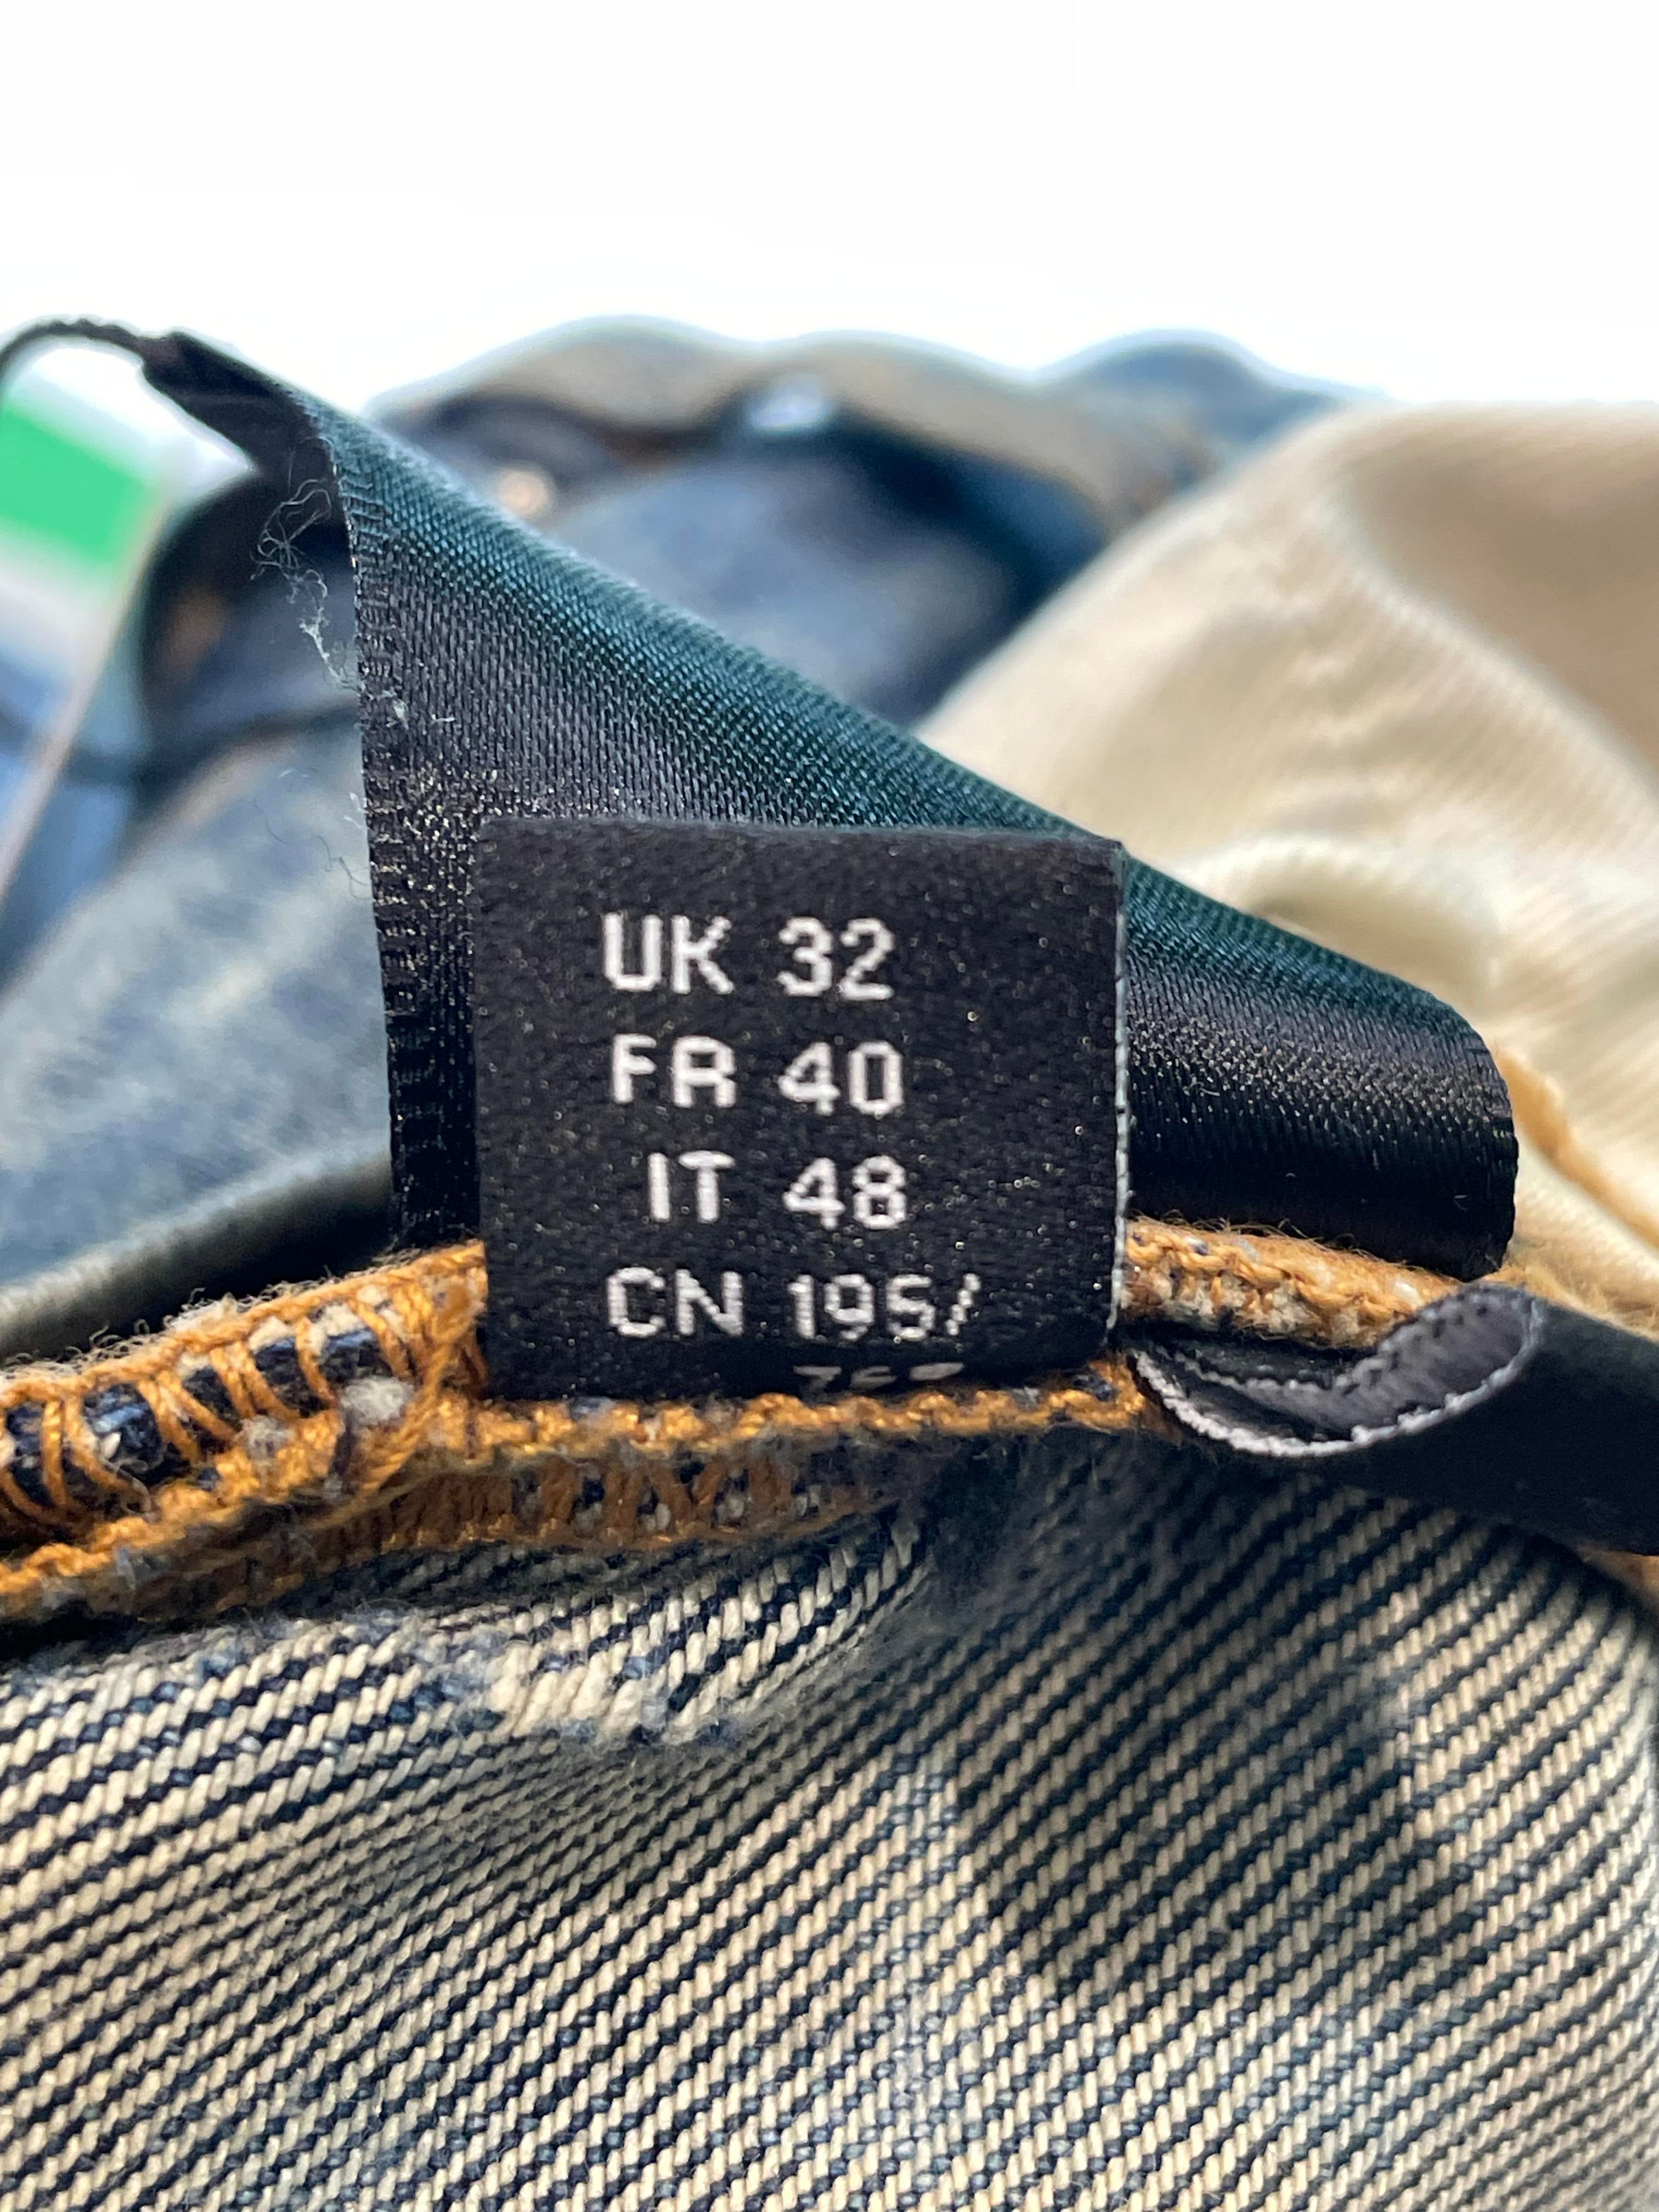 UK 32
FR 40
IT 48
CN 195/